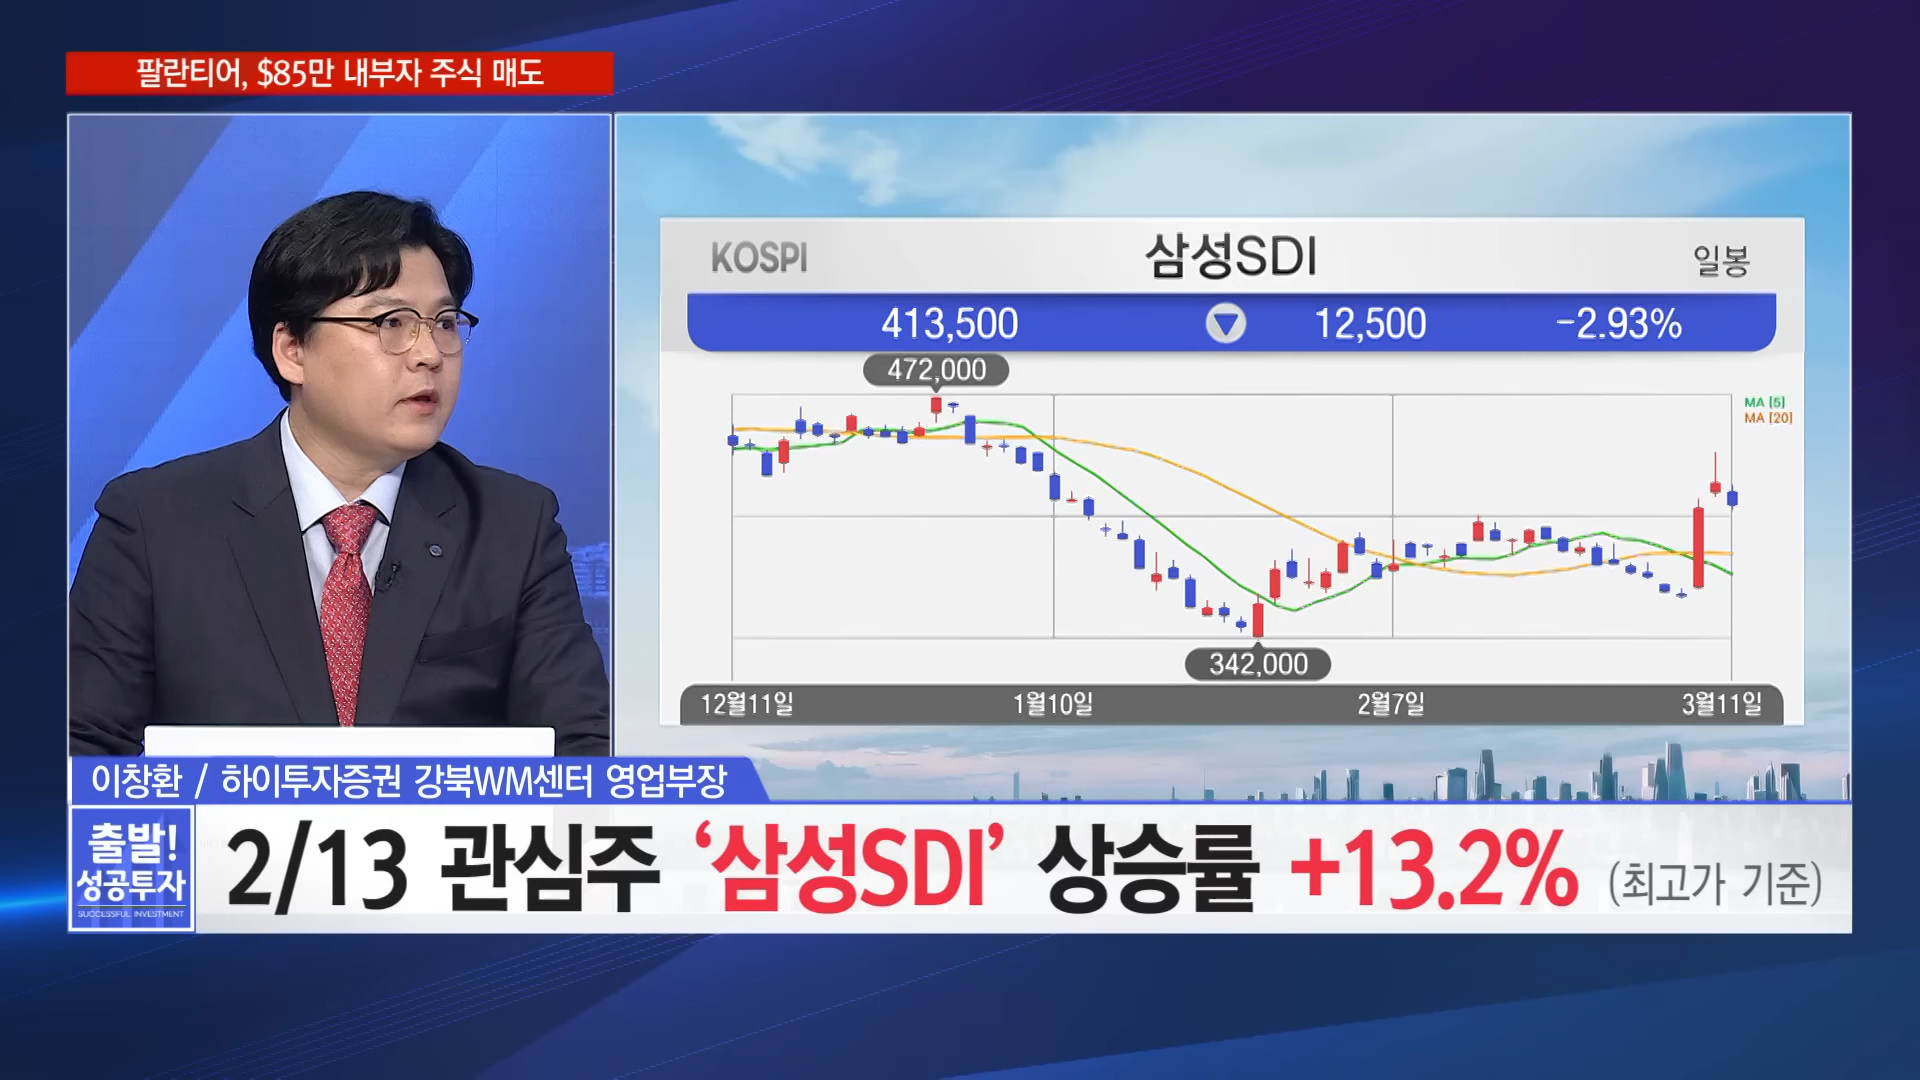 팔란티어, $85만 내부자 주식 매도
KOSPI 삼성SDI 일봉
413,500 ▼ 12,500 -2.93%
472,000
MA [5]
MA [20]
342,000
12월11일 1월10일 2월7일 3월11일
이창환 / 하이투자증권 강북WM센터 영업부장
출발!
성공투자
SUCCESSFUL INVESTMENT
2/13 관심주 ‘삼성SDI’ 상승률 +13.2% (최고가 기준)